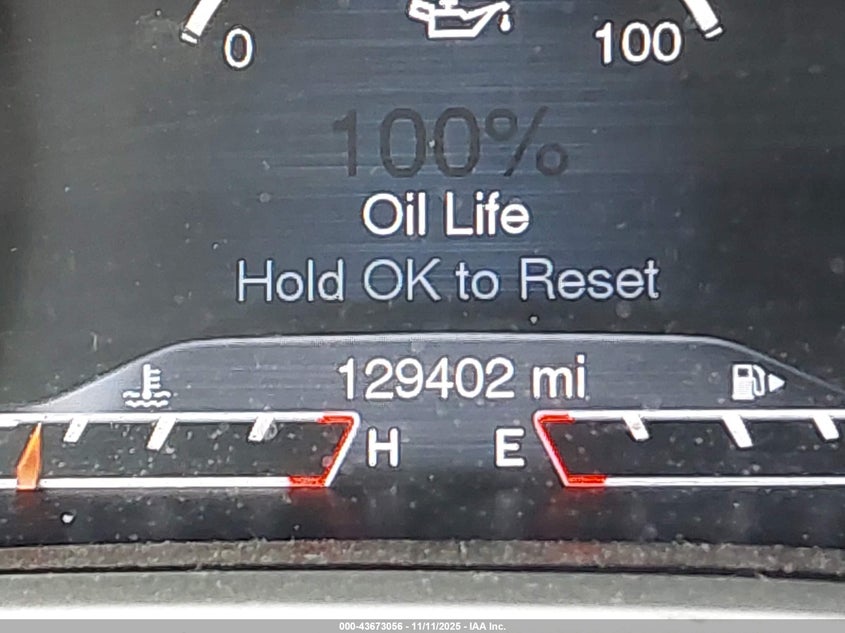 0 100
100%
Oil Life
Hold OK to Reset
129402 mi
H E
000-43673056 - 11/11/2025 - IAA Inc.